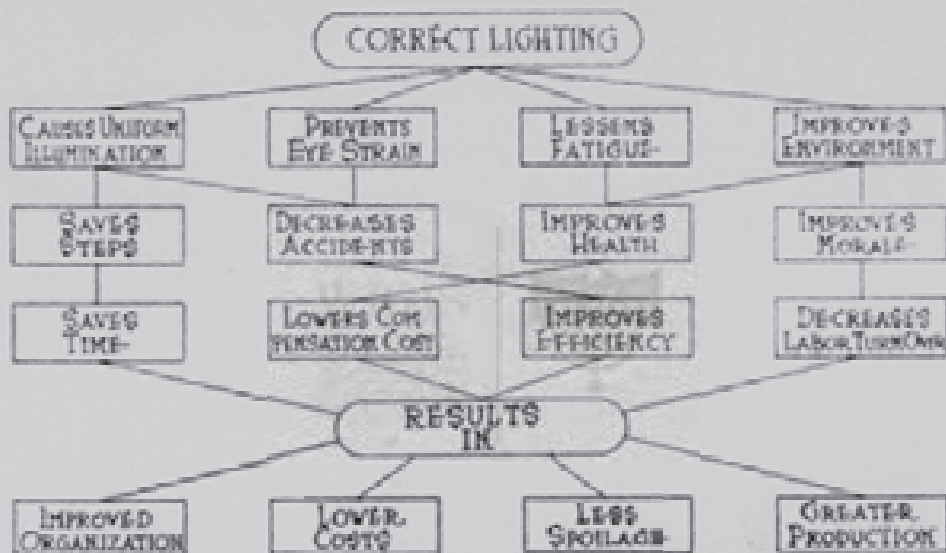 CORRECT LIGHTING
CAUSES UNIFORM
ILLUMINATION
PREVENTS
EYE STRAIN
LESSENS
FATIGUE
IMPROVES
ENVIRONMENT
SAVES
STEPS
DECREASES
ACCIDENTS
IMPROVES
HEALTH
IMPROVES
MORALE
SAVES
TIME
LOWERS COM
PENSATION COST
IMPROVES
EFFICIENCY
DECREASES
LABOR TURN OVER
RESULTS
IN
IMPROVED
ORGANIZATION
LOWER
COSTS
LESS
SPOILAGE
GREATER
PRODUCTION